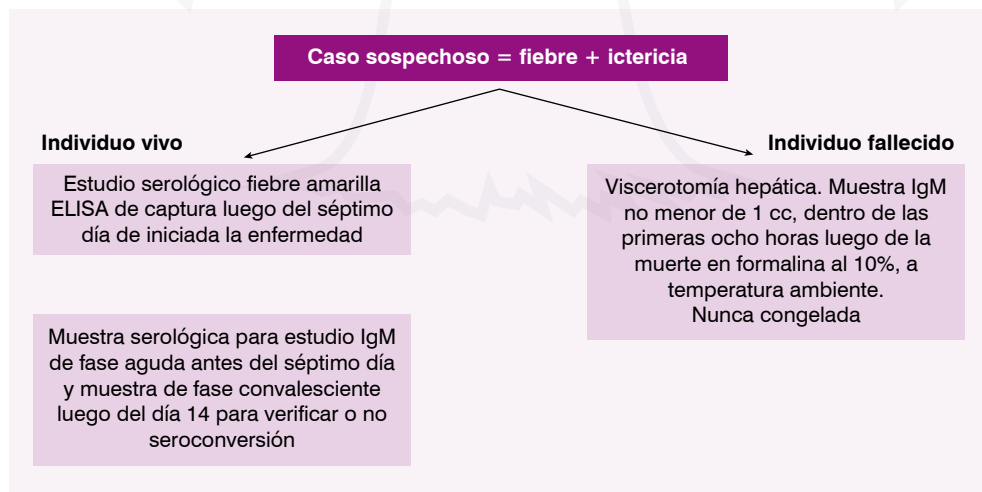 Caso sospechoso = fiebre + ictericia
Individuo vivo
Estudio serológico fiebre amarilla
ELISA de captura luego del séptimo
día de iniciada la enfermedad
Muestra serológica para estudio IgM
de fase aguda antes del séptimo día
y muestra de fase convalesciente
luego del día 14 para verificar o no
seroconversión
Individuo fallecido
Viscerotomía hepática. Muestra IgM
no menor de 1 cc, dentro de las
primeras ocho horas luego de la
muerte en formalina al 10%, a
temperatura ambiente.
Nunca congelada